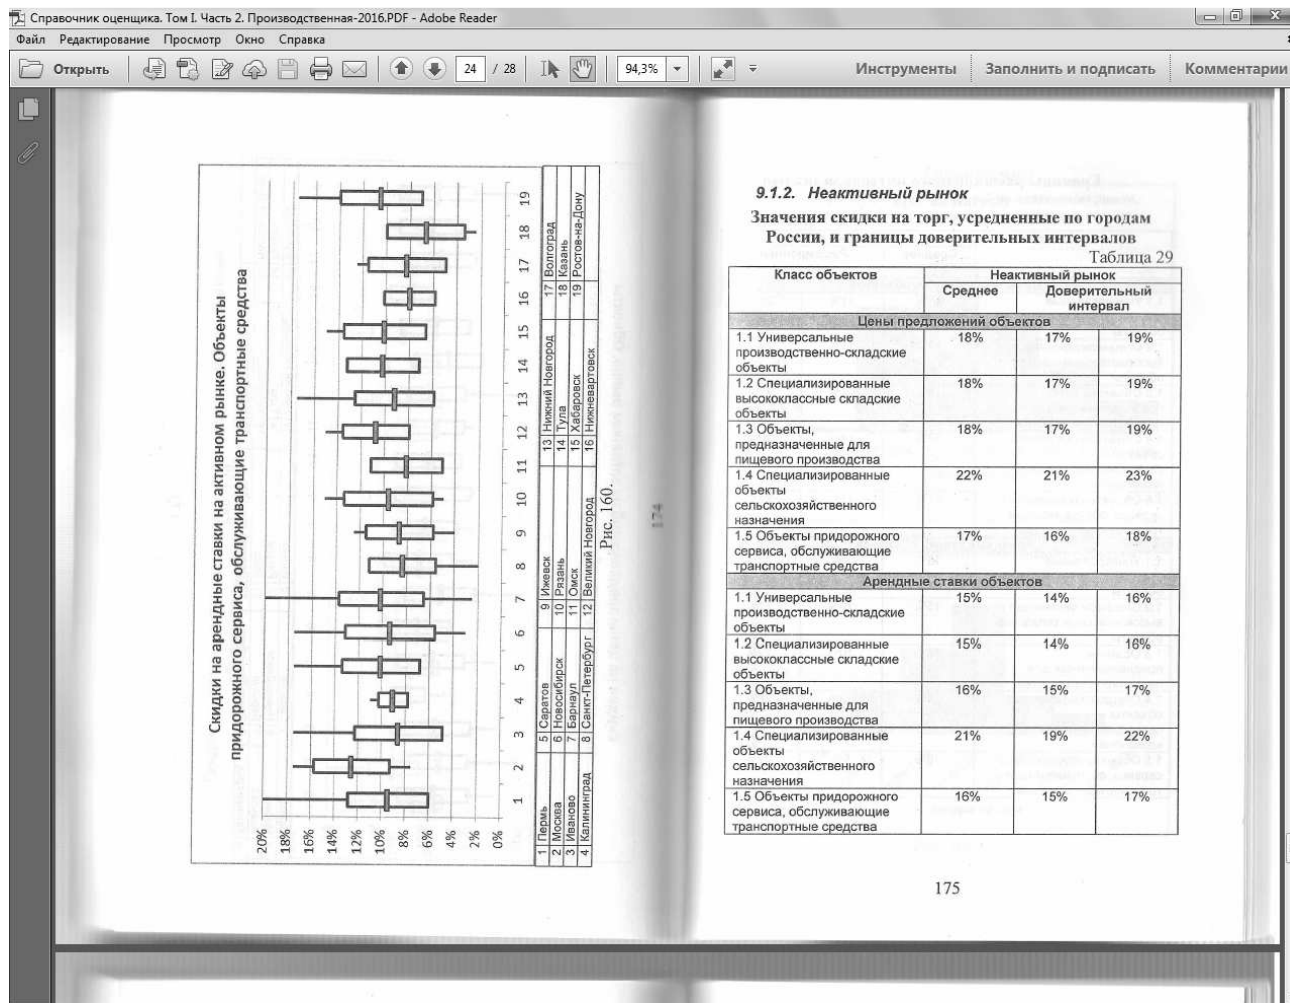 Справочник оценщика. Том I. Часть 2. Производственная-2016.PDF - Adobe Reader
Файл Редактирование Просмотр Окно Справка
Открыть 24 / 28 94,3% Инструменты Заполнить и подписать Комментарии
Скидки на арендные ставки на активном рынке. Объекты
придорожного сервиса, обслуживающие транспортные средства
20%
18%
16%
14%
12%
10%
8%
6%
4%
2%
0%
1 2 3 4 5 6 7 8 9 10 11 12 13 14 15 16 17 18 19
1 Пермь 5 Саратов 9 Ижевск 13 Нижний Новгород 17 Волгоград
2 Москва 6 Новосибирск 10 Рязань 14 Тула 18 Казань
3 Иваново 7 Барнаул 11 Омск 15 Хабаровск 19 Ростов-на-Дону
4 Калининград 8 Санкт-Петербург 12 Великий Новгород 16 Нижневартовск
Рис. 160.
174
9.1.2. Неактивный рынок
Значения скидки на торг, усредненные по городам
России, и границы доверительных интервалов
Таблица 29
Класс объектов Неактивный рынок
Среднее Доверительный
интервал
Цены предложений объектов
1.1 Универсальные 18% 17% 19%
производственно-складские
объекты
1.2 Специализированные 18% 17% 19%
высококлассные складские
объекты
1.3 Объекты, 18% 17% 19%
предназначенные для
пищевого производства
1.4 Специализированные 22% 21% 23%
объекты
сельскохозяйственного
назначения
1.5 Объекты придорожного 17% 16% 18%
сервиса, обслуживающие
транспортные средства
Арендные ставки объектов
1.1 Универсальные 15% 14% 16%
производственно-складские
объекты
1.2 Специализированные 15% 14% 16%
высококлассные складские
объекты
1.3 Объекты, 16% 15% 17%
предназначенные для
пищевого производства
1.4 Специализированные 21% 19% 22%
объекты
сельскохозяйственного
назначения
1.5 Объекты придорожного 16% 15% 17%
сервиса, обслуживающие
транспортные средства
175